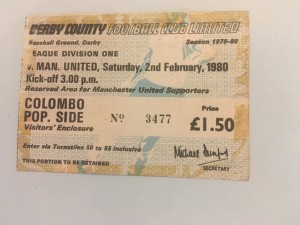 DERBY COUNTY FOOTBALL CLUB LIMITED
Baseball Ground, Derby Season 1979-80
LEAGUE DIVISION ONE
v. MAN. UNITED, Saturday, 2nd February, 1980
Kick-off 3.00 p.m.
Reserved Area for Manchester United Supporters
COLOMBO
POP. SIDE
Visitors' Enclosure
No 3477
Price
£1.50
Enter via Turnstiles 50 to 55 inclusive
THIS PORTION TO BE RETAINED
Michael
SECRETARY